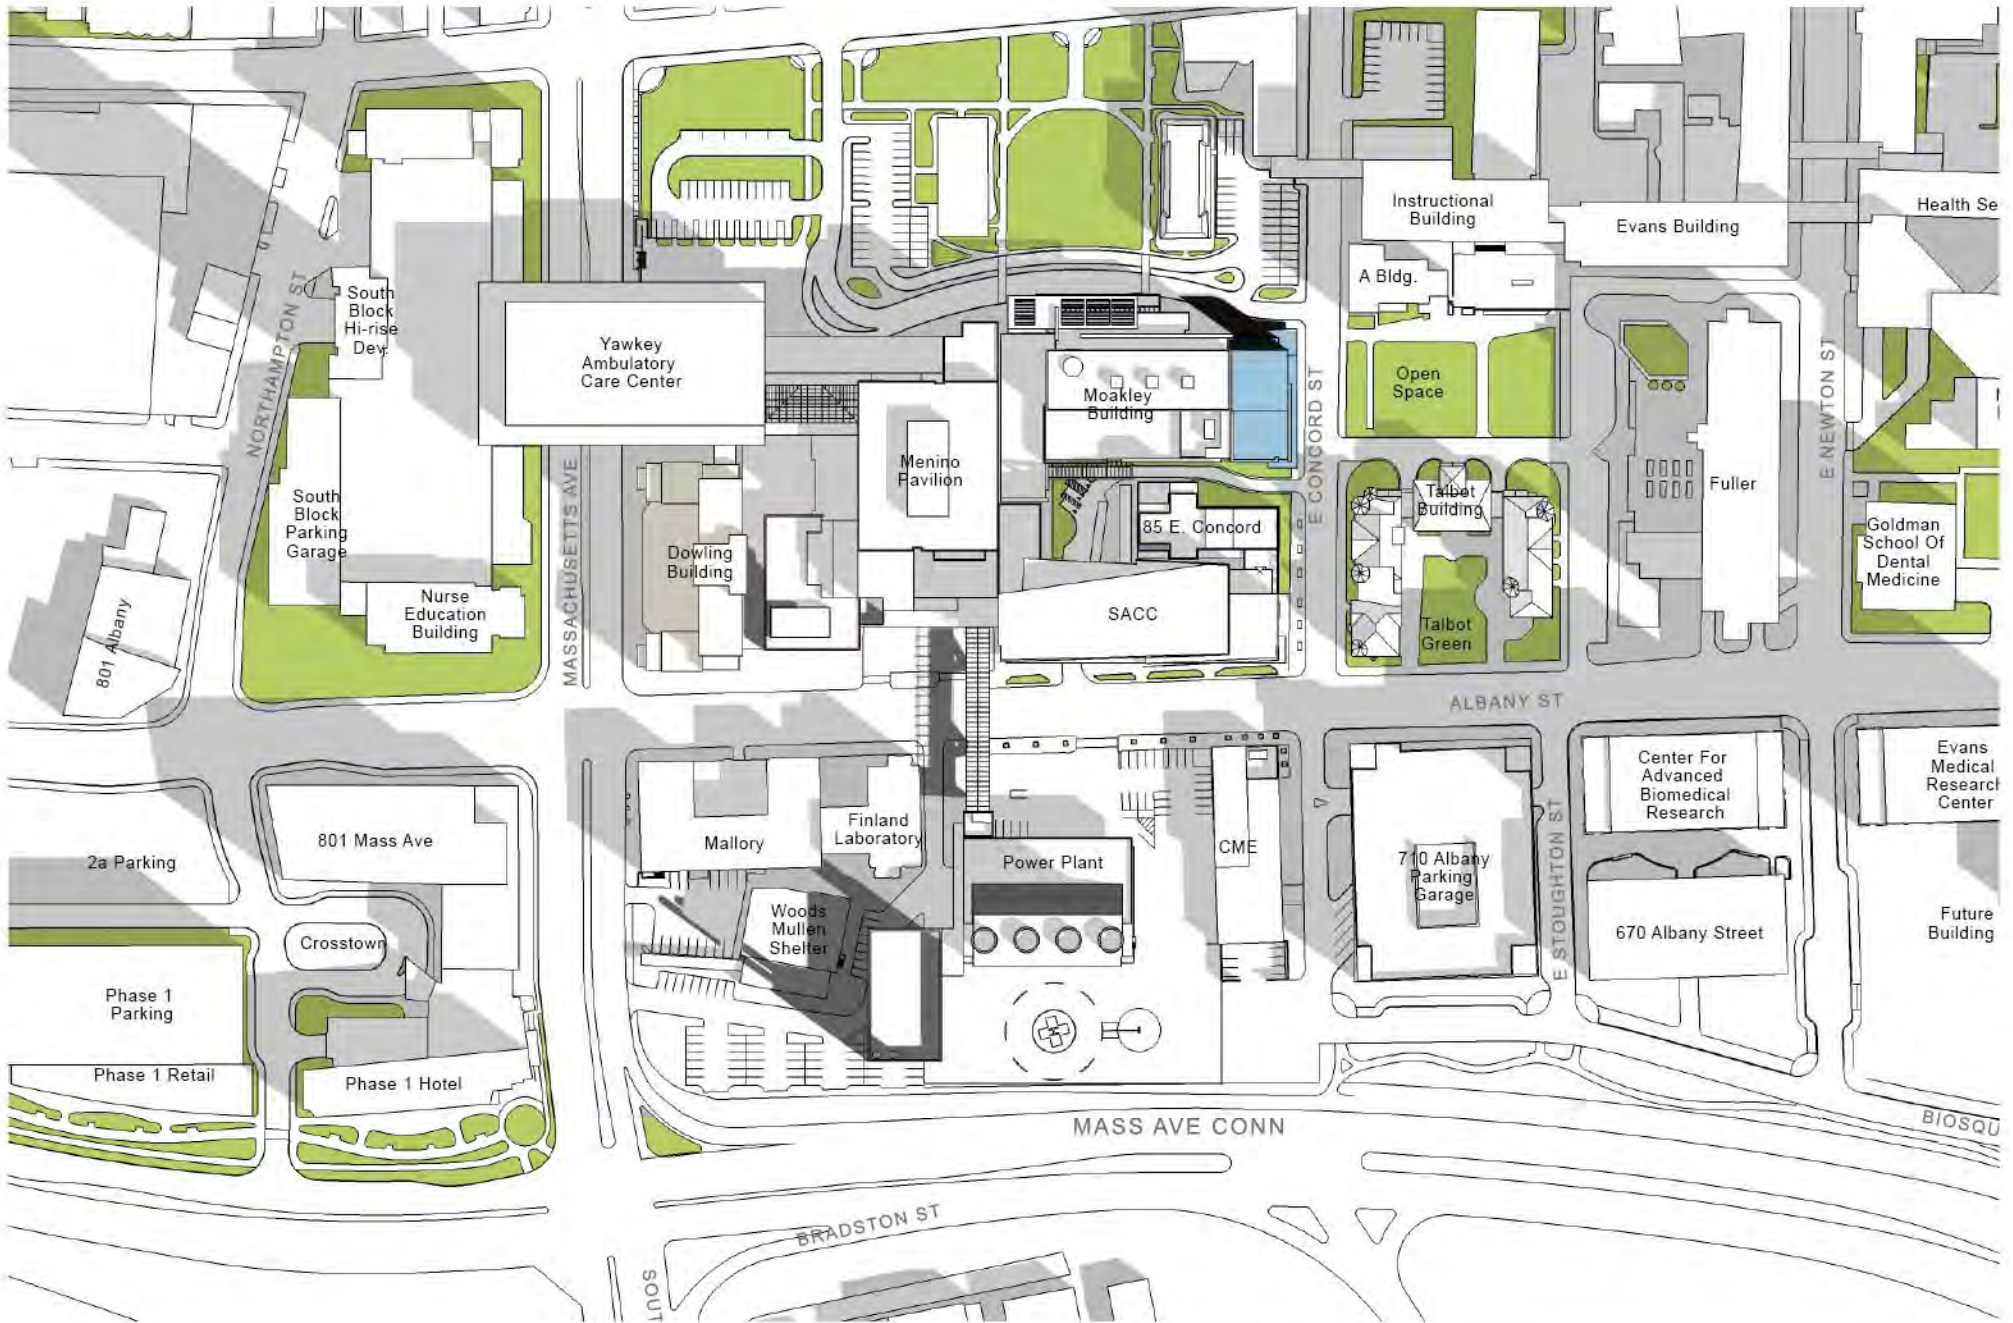 Instructional
Building
Health Se
Evans Building
A Bldg.
NORTHAMPTON ST
South
Block
Hi-rise
Dev.
Yawkey
Ambulatory
Care Center
Moakley
Building
E CONCORD ST
Open
Space
E NEWTON ST
Menino
Pavilion
MASSACHUSETTS AVE
South
Block
Parking
Garage
Talbot
Building
Fuller
85 E. Concord
Goldman
School Of
Dental
Medicine
Dowling
Building
Nurse
Education
Building
SACC
Talbot
Green
801 Albany
ALBANY ST
Center For
Advanced
Biomedical
Research
Evans
Medical
Research
Center
801 Mass Ave
Mallory
Finland
Laboratory
Power Plant
CME
710 Albany
Parking
Garage
E STOUGHTON ST
2a Parking
Woods
Mullen
Shelter
670 Albany Street
Future
Building
Crosstown
Phase 1
Parking
Phase 1 Retail
Phase 1 Hotel
MASS AVE CONN
BIOSQU
BRADSTON ST
SOUT